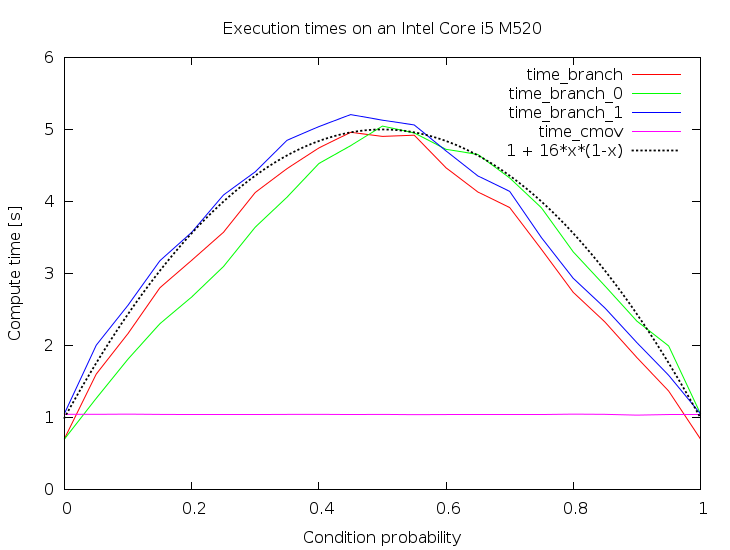 Execution times on an Intel Core i5 M520
6
5
4
3
2
1
0
Compute time [s]
time_branch
time_branch_0
time_branch_1
time_cmov
1 + 16*x*(1-x)
0
0.2
0.4
0.6
0.8
1
Condition probability